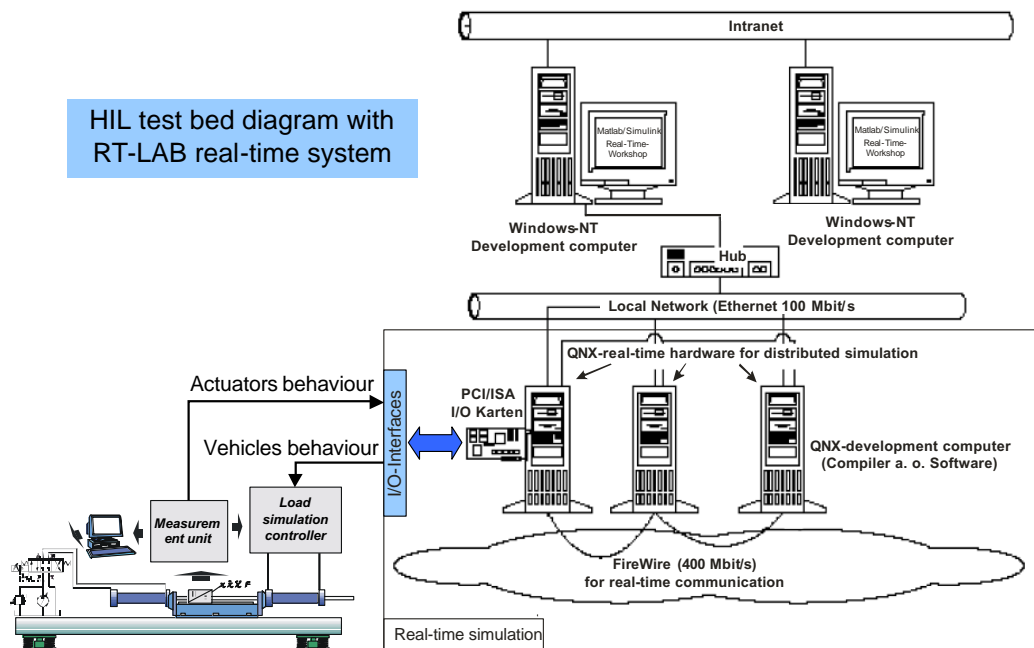 Intranet
HIL test bed diagram with
RT-LAB real-time system
Matlab/Simulink
Real-Time-
Workshop
Matlab/Simulink
Real-Time-
Workshop
Windows-NT
Development computer
Windows-NT
Development computer
Hub
Local Network (Ethernet 100 Mbit/s
QNX-real-time hardware for distributed simulation
Actuators behaviour
PCI/ISA
I/O Karten
Vehicles behaviour
I/O-Interfaces
QNX-development computer
(Compiler a. o. Software)
Measurem
ent unit
Load
simulation
controller
FireWire (400 Mbit/s)
for real-time communication
Real-time simulation